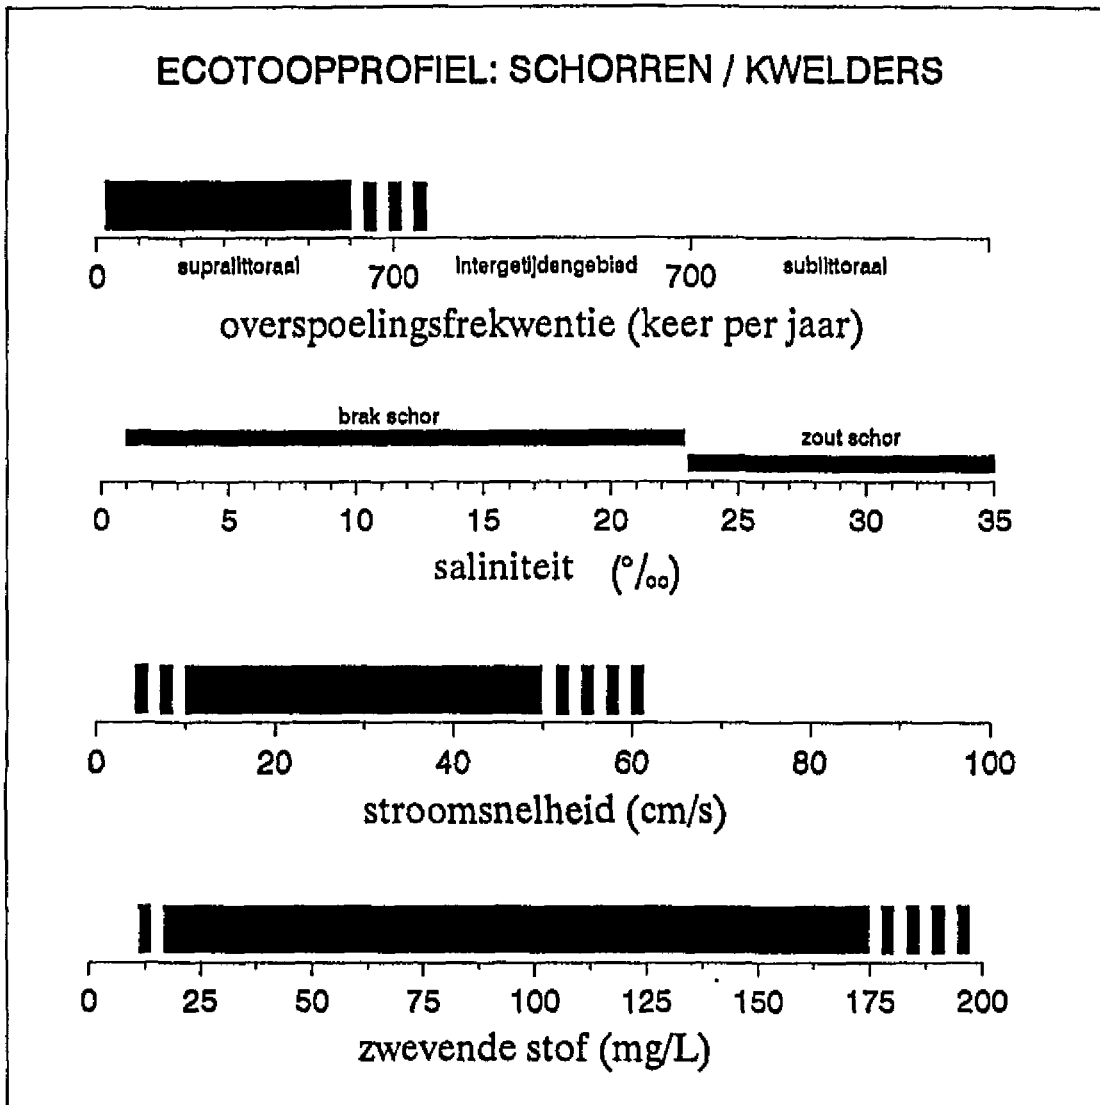 ECOTOOPPROFIEL: SCHORREN / KWELDERS
supralittoraal intergetijdengebied sublittoraal
0 700 700
overspoelingsfrekwentie (keer per jaar)
brak schor
zout schor
0 5 10 15 20 25 30 35
saliniteit (°/oo)
0 20 40 60 80 100
stroomsnelheid (cm/s)
0 25 50 75 100 125 150 175 200
zwevende stof (mg/L)